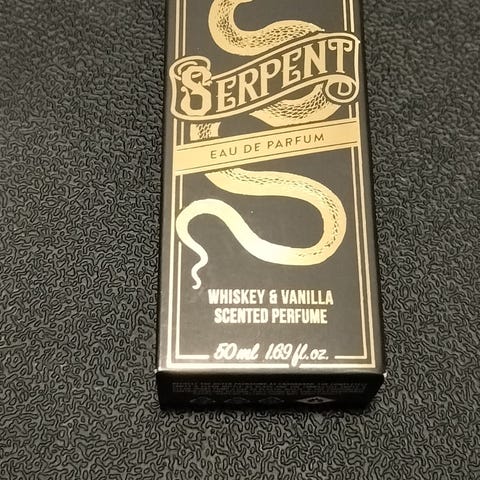 SERPENT
EAU DE PARFUM
WHISKEY & VANILLA
SCENTED PERFUME
50 ml 1.69 fl.oz.